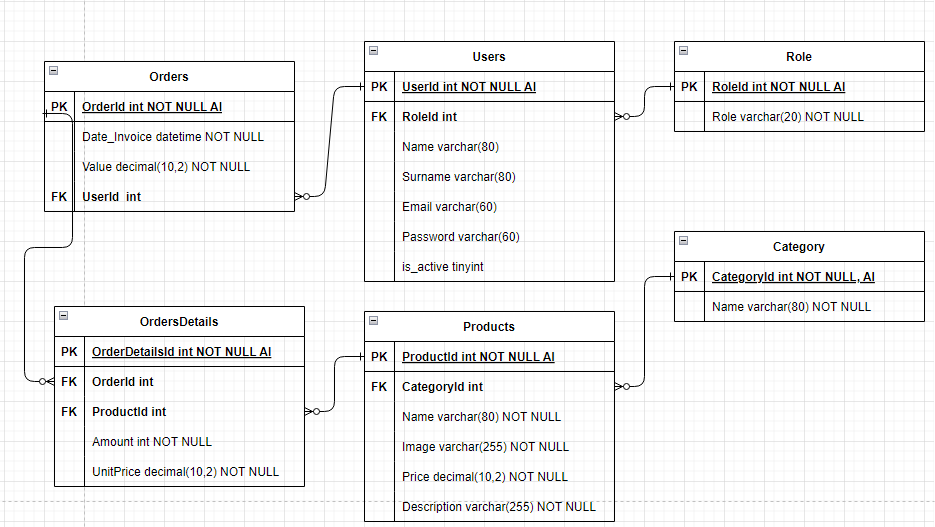 Orders
PK OrderId int NOT NULL AI
Date_Invoice datetime NOT NULL
Value decimal(10,2) NOT NULL
FK UserId int
Users
PK UserId int NOT NULL AI
FK RoleId int
Name varchar(80)
Surname varchar(80)
Email varchar(60)
Password varchar(60)
is_active tinyint
Role
PK RoleId int NOT NULL AI
Role varchar(20) NOT NULL
Category
PK CategoryId int NOT NULL, AI
Name varchar(80) NOT NULL
OrdersDetails
PK OrderDetailsId int NOT NULL AI
FK OrderId int
FK ProductId int
Amount int NOT NULL
UnitPrice decimal(10,2) NOT NULL
Products
PK ProductId int NOT NULL AI
FK CategoryId int
Name varchar(80) NOT NULL
Image varchar(255) NOT NULL
Price decimal(10,2) NOT NULL
Description varchar(255) NOT NULL